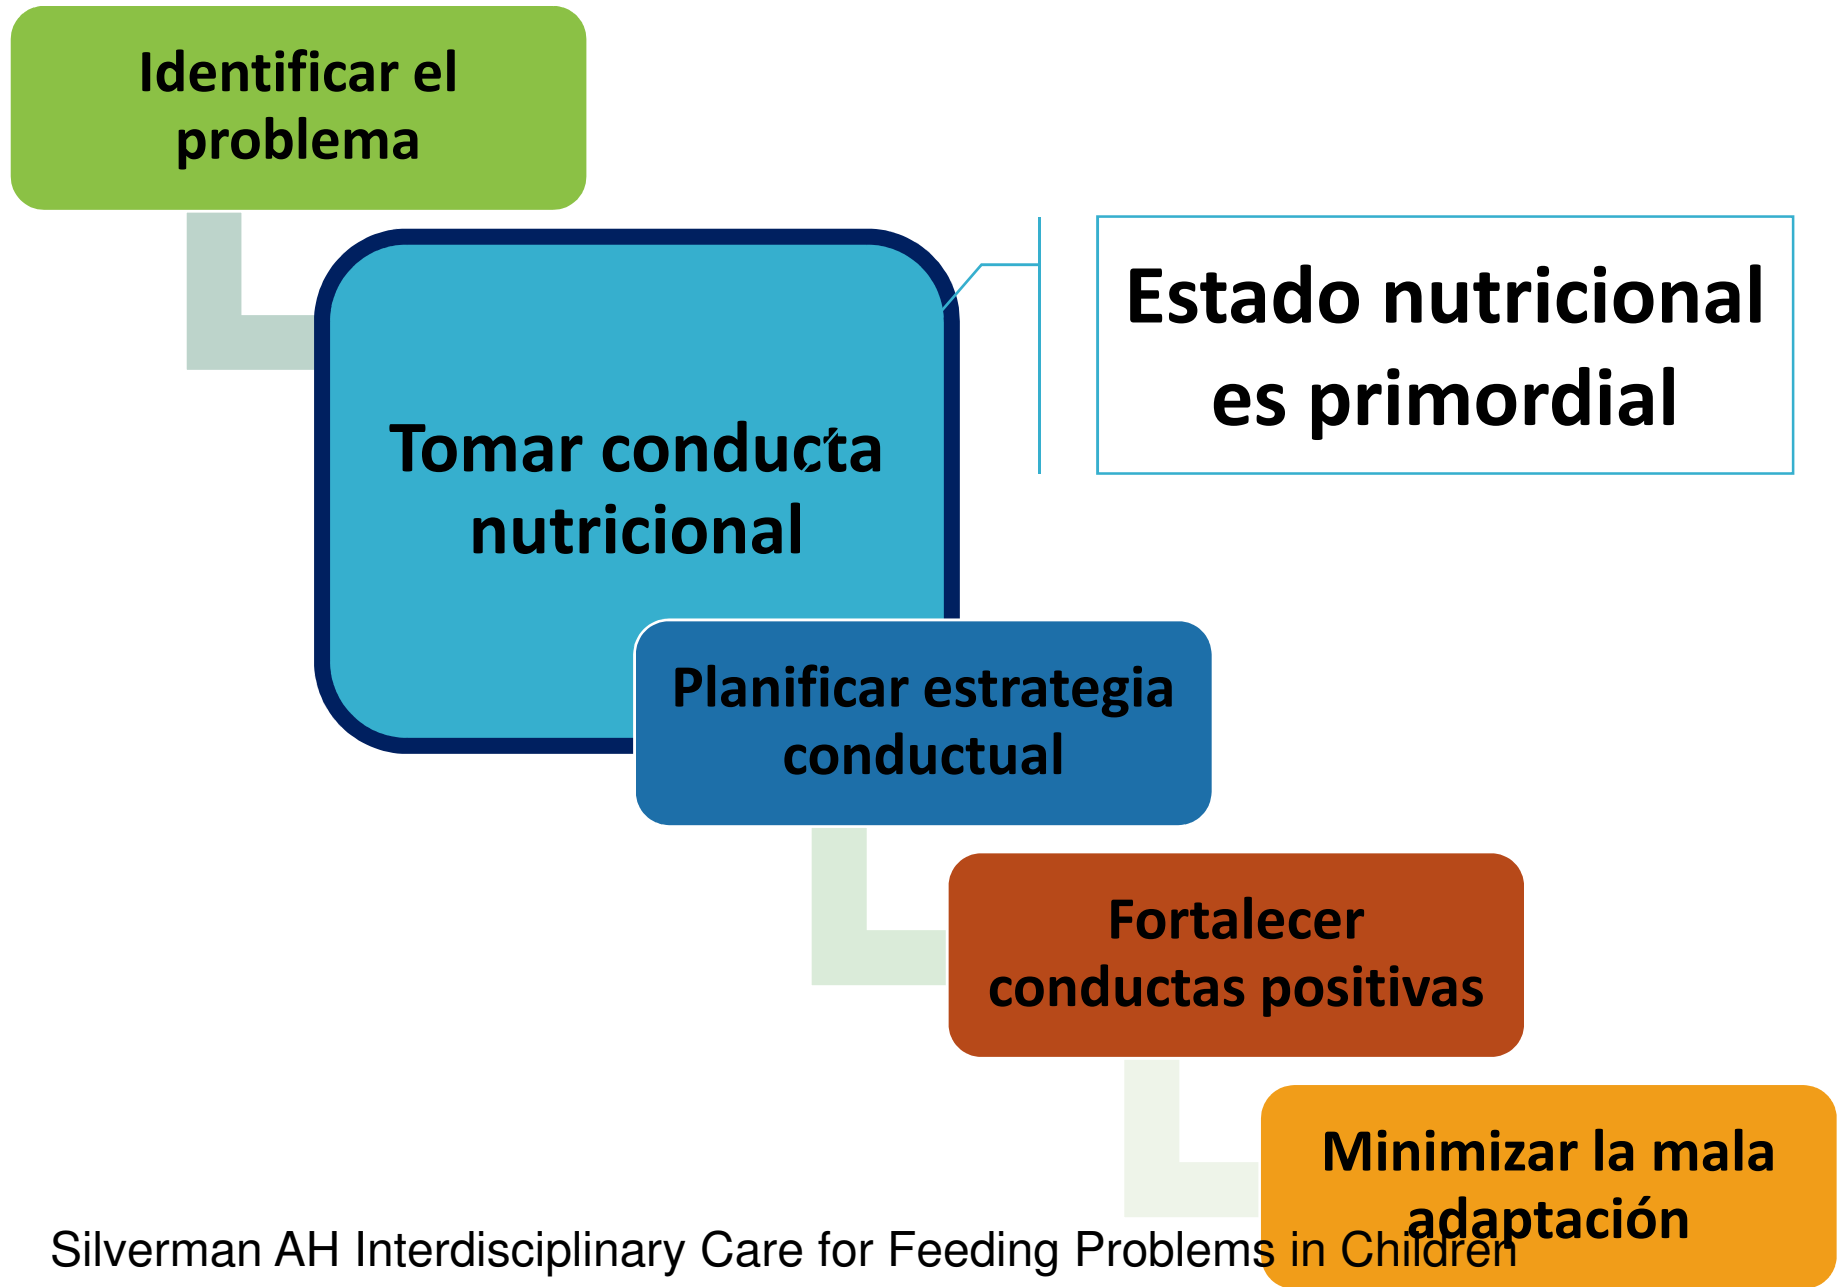 Identificar el
problema
Estado nutricional
es primordial
Tomar conducta
nutricional
Planificar estrategia
conductual
Fortalecer
conductas positivas
Minimizar la mala
adaptación
Silverman AH Interdisciplinary Care for Feeding Problems in Children